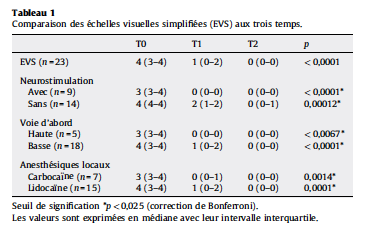 Tableau 1
Comparaison des échelles visuelles simplifiées (EVS) aux trois temps.
T0 T1 T2 p
EVS (n = 23) 4 (3–4) 1 (0–2) 0 (0–0) < 0,0001
Neurostimulation
Avec (n = 9) 3 (3–4) 0 (0–0) 0 (0–0) < 0,0001*
Sans (n = 14) 4 (4–4) 2 (1–2) 0 (0–1) 0,00012*
Voie d'abord
Haute (n = 5) 3 (3–4) 0 (0–0) 0 (0–0) < 0,0067*
Basse (n = 18) 4 (3–4) 1 (0–2) 0 (0–0) < 0,0001*
Anesthésiques locaux
Carbocaïne (n = 7) 3 (3–4) 0 (0–1) 0 (0–0) 0,0014*
Lidocaïne (n = 15) 4 (3–4) 1 (0–2) 0 (0–0) 0,0001*
Seuil de signification *p < 0,025 (correction de Bonferroni).
Les valeurs sont exprimées en médiane avec leur intervalle interquartile.